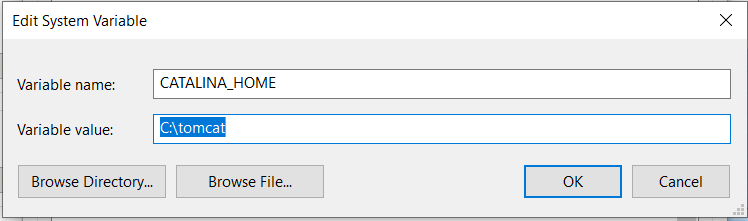 Edit System Variable
Variable name: CATALINA_HOME
Variable value: C:\tomcat
Browse Directory... Browse File... OK Cancel